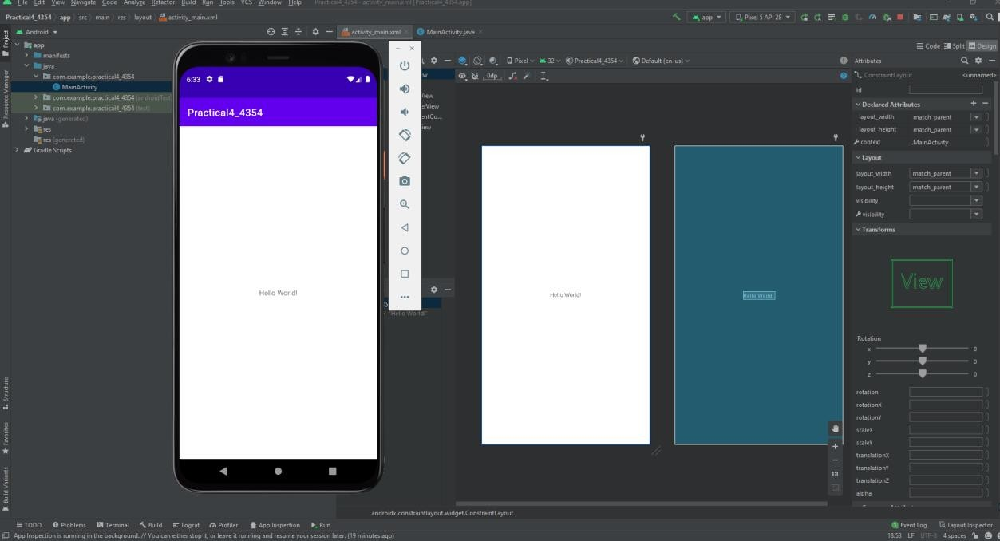 File Edit View Navigate Code Analyze Refactor Build Run Tools VCS Window Help Practical4_4354 - activity_main.xml [Practical4_4354.app]
Practical4_4354 app src main res layout activity_main.xml
app Pixel 5 API 28
Project
Android
activity_main.xml
MainActivity.java
app
manifests
java
com.example.practical4_4354
MainActivity
com.example.practical4_4354 (androidTest
com.example.practical4_4354 (test)
java (generated)
res
res (generated)
Gradle Scripts
Resource Manager
Structure
Favorites
Build Variants
6:33
Practical4_4354
Hello World!
View
erView
entCo...
iew
"Hello World!"
Code Split Design
Pixel 32 Practical4_4354 Default (en-us)
0dp
Hello World!
Hello World!
1:1
androidx.constraintlayout.widget.ConstraintLayout
Attributes
ConstraintLayout <unnamed>
id
Declared Attributes
layout_width match_parent
layout_height match_parent
context .MainActivity
Layout
layout_width match_parent
layout_height match_parent
visibility
visibility
Transforms
View
Rotation
x 0
y 0
z 0
rotation
rotationX
rotationY
scaleX
scaleY
translationX
translationY
translationZ
alpha
TODO Problems Terminal Build Logcat Profiler App Inspection Run
1 Event Log Layout Inspector
App Inspection is running in the background. // You can either stop it, or leave it running and resume your session later. (19 minutes ago)
18:53 LF UTF-8 4 spaces